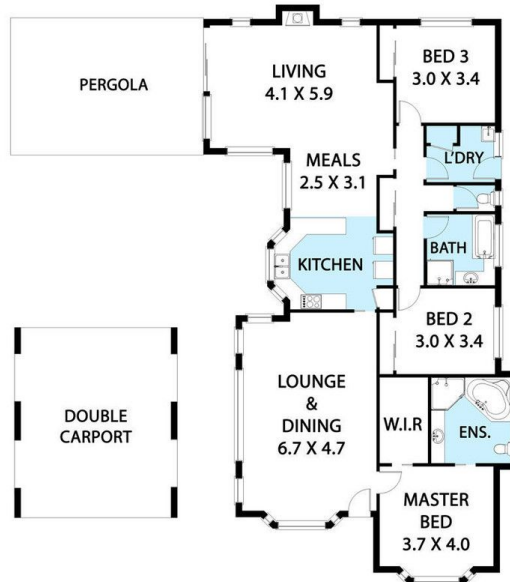 BED 3
3.0 X 3.4
LIVING
4.1 X 5.9
PERGOLA
MEALS
2.5 X 3.1
L'DRY
BATH
KITCHEN
BED 2
3.0 X 3.4
LOUNGE
&
DINING
6.7 X 4.7
DOUBLE
CARPORT
W.I.R
ENS.
MASTER
BED
3.7 X 4.0